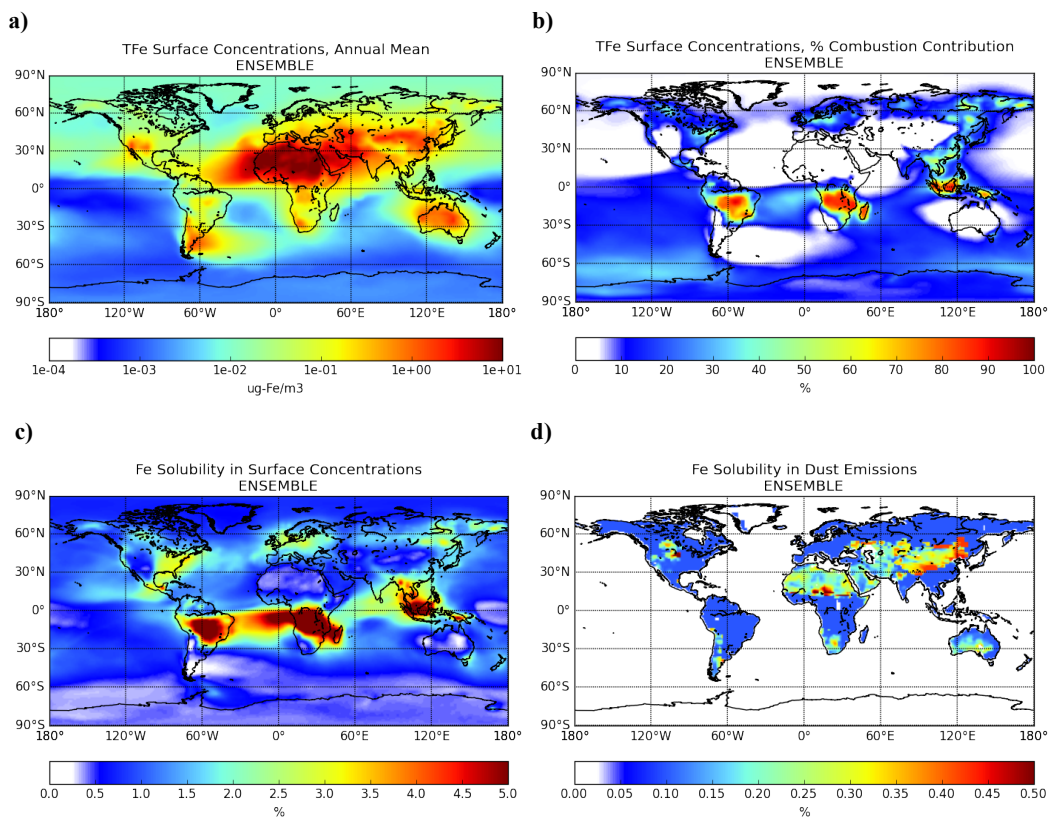 a)
TFe Surface Concentrations, Annual Mean
ENSEMBLE
90°N
60°N
30°N
0°
30°S
60°S
90°S
180° 120°W 60°W 0° 60°E 120°E 180°
1e-04 1e-03 1e-02 1e-01 1e+00 1e+01
ug-Fe/m3
b)
TFe Surface Concentrations, % Combustion Contribution
ENSEMBLE
90°N
60°N
30°N
0°
30°S
60°S
90°S
180° 120°W 60°W 0° 60°E 120°E 180°
0 10 20 30 40 50 60 70 80 90 100
%
c)
Fe Solubility in Surface Concentrations
ENSEMBLE
90°N
60°N
30°N
0°
30°S
60°S
90°S
180° 120°W 60°W 0° 60°E 120°E 180°
0.0 0.5 1.0 1.5 2.0 2.5 3.0 3.5 4.0 4.5 5.0
%
d)
Fe Solubility in Dust Emissions
ENSEMBLE
90°N
60°N
30°N
0°
30°S
60°S
90°S
180° 120°W 60°W 0° 60°E 120°E 180°
0.00 0.05 0.10 0.15 0.20 0.25 0.30 0.35 0.40 0.45 0.50
%